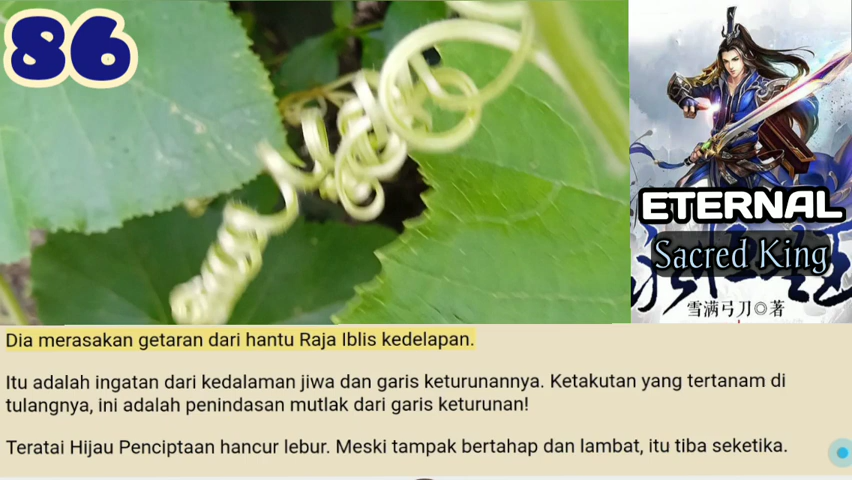 86
ETERNAL
Sacred King
雪满弓刀◎著
Dia merasakan getaran dari hantu Raja Iblis kedelapan.
Itu adalah ingatan dari kedalaman jiwa dan garis keturunannya. Ketakutan yang tertanam di
tulangnya, ini adalah penindasan mutlak dari garis keturunan!
Teratai Hijau Penciptaan hancur lebur. Meski tampak bertahap dan lambat, itu tiba seketika.